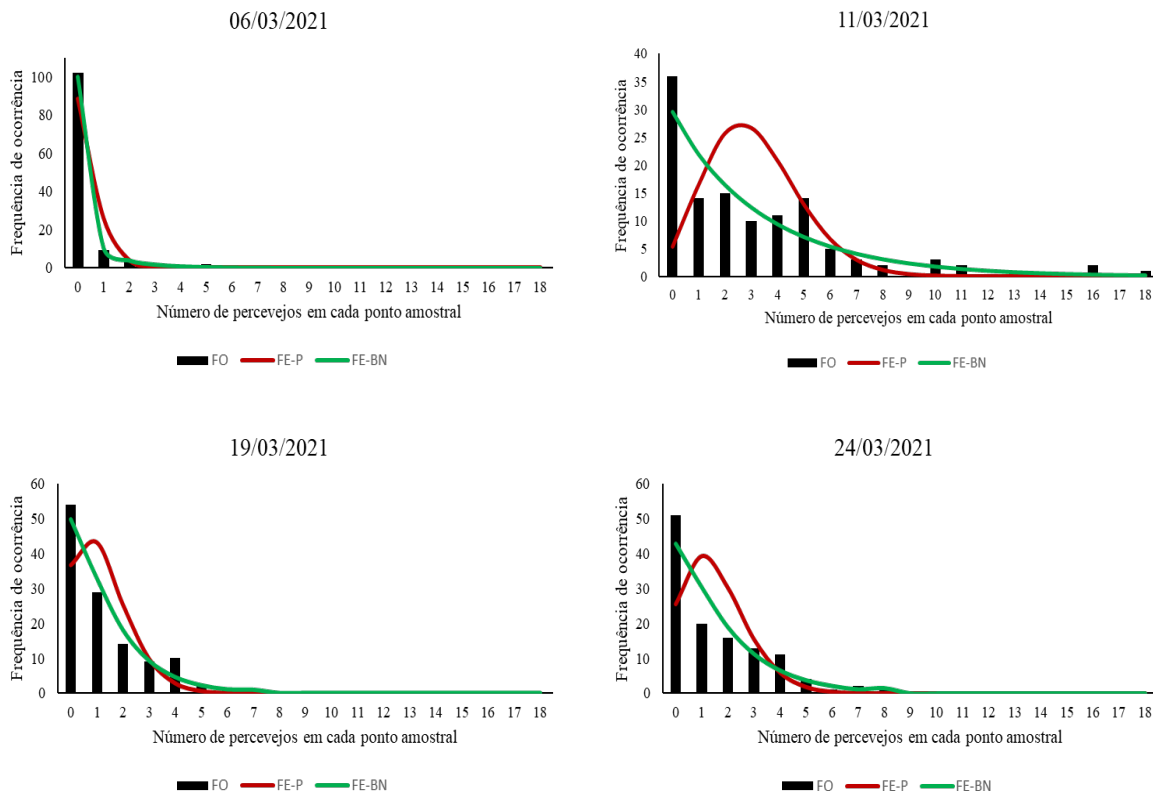 06/03/2021
Frequência de ocorrência
100
80
60
40
20
0
0 1 2 3 4 5 6 7 8 9 10 11 12 13 14 15 16 17 18
Número de percevejos em cada ponto amostral
FO FE-P FE-BN
11/03/2021
Frequência de ocorrência
40
35
30
25
20
15
10
5
0
0 1 2 3 4 5 6 7 8 9 10 11 12 13 14 15 16 17 18
Número de percevejos em cada ponto amostral
FO FE-P FE-BN
19/03/2021
Frequência de ocorrência
60
50
40
30
20
10
0
0 1 2 3 4 5 6 7 8 9 10 11 12 13 14 15 16 17 18
Número de percevejos em cada ponto amostral
FO FE-P FE-BN
24/03/2021
Frequência de ocorrência
60
50
40
30
20
10
0
0 1 2 3 4 5 6 7 8 9 10 11 12 13 14 15 16 17 18
Número de percevejos em cada ponto amostral
FO FE-P FE-BN